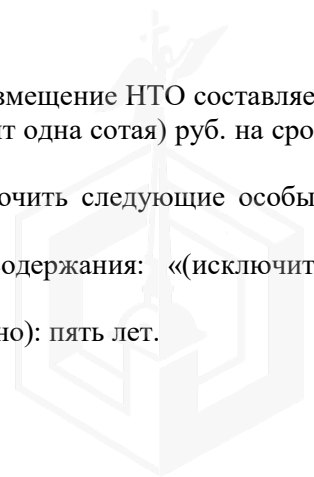 змещение НТО составляе
т одна сотая) руб. на сро
очить следующие особы
одержания: «(исключит
но): пять лет.